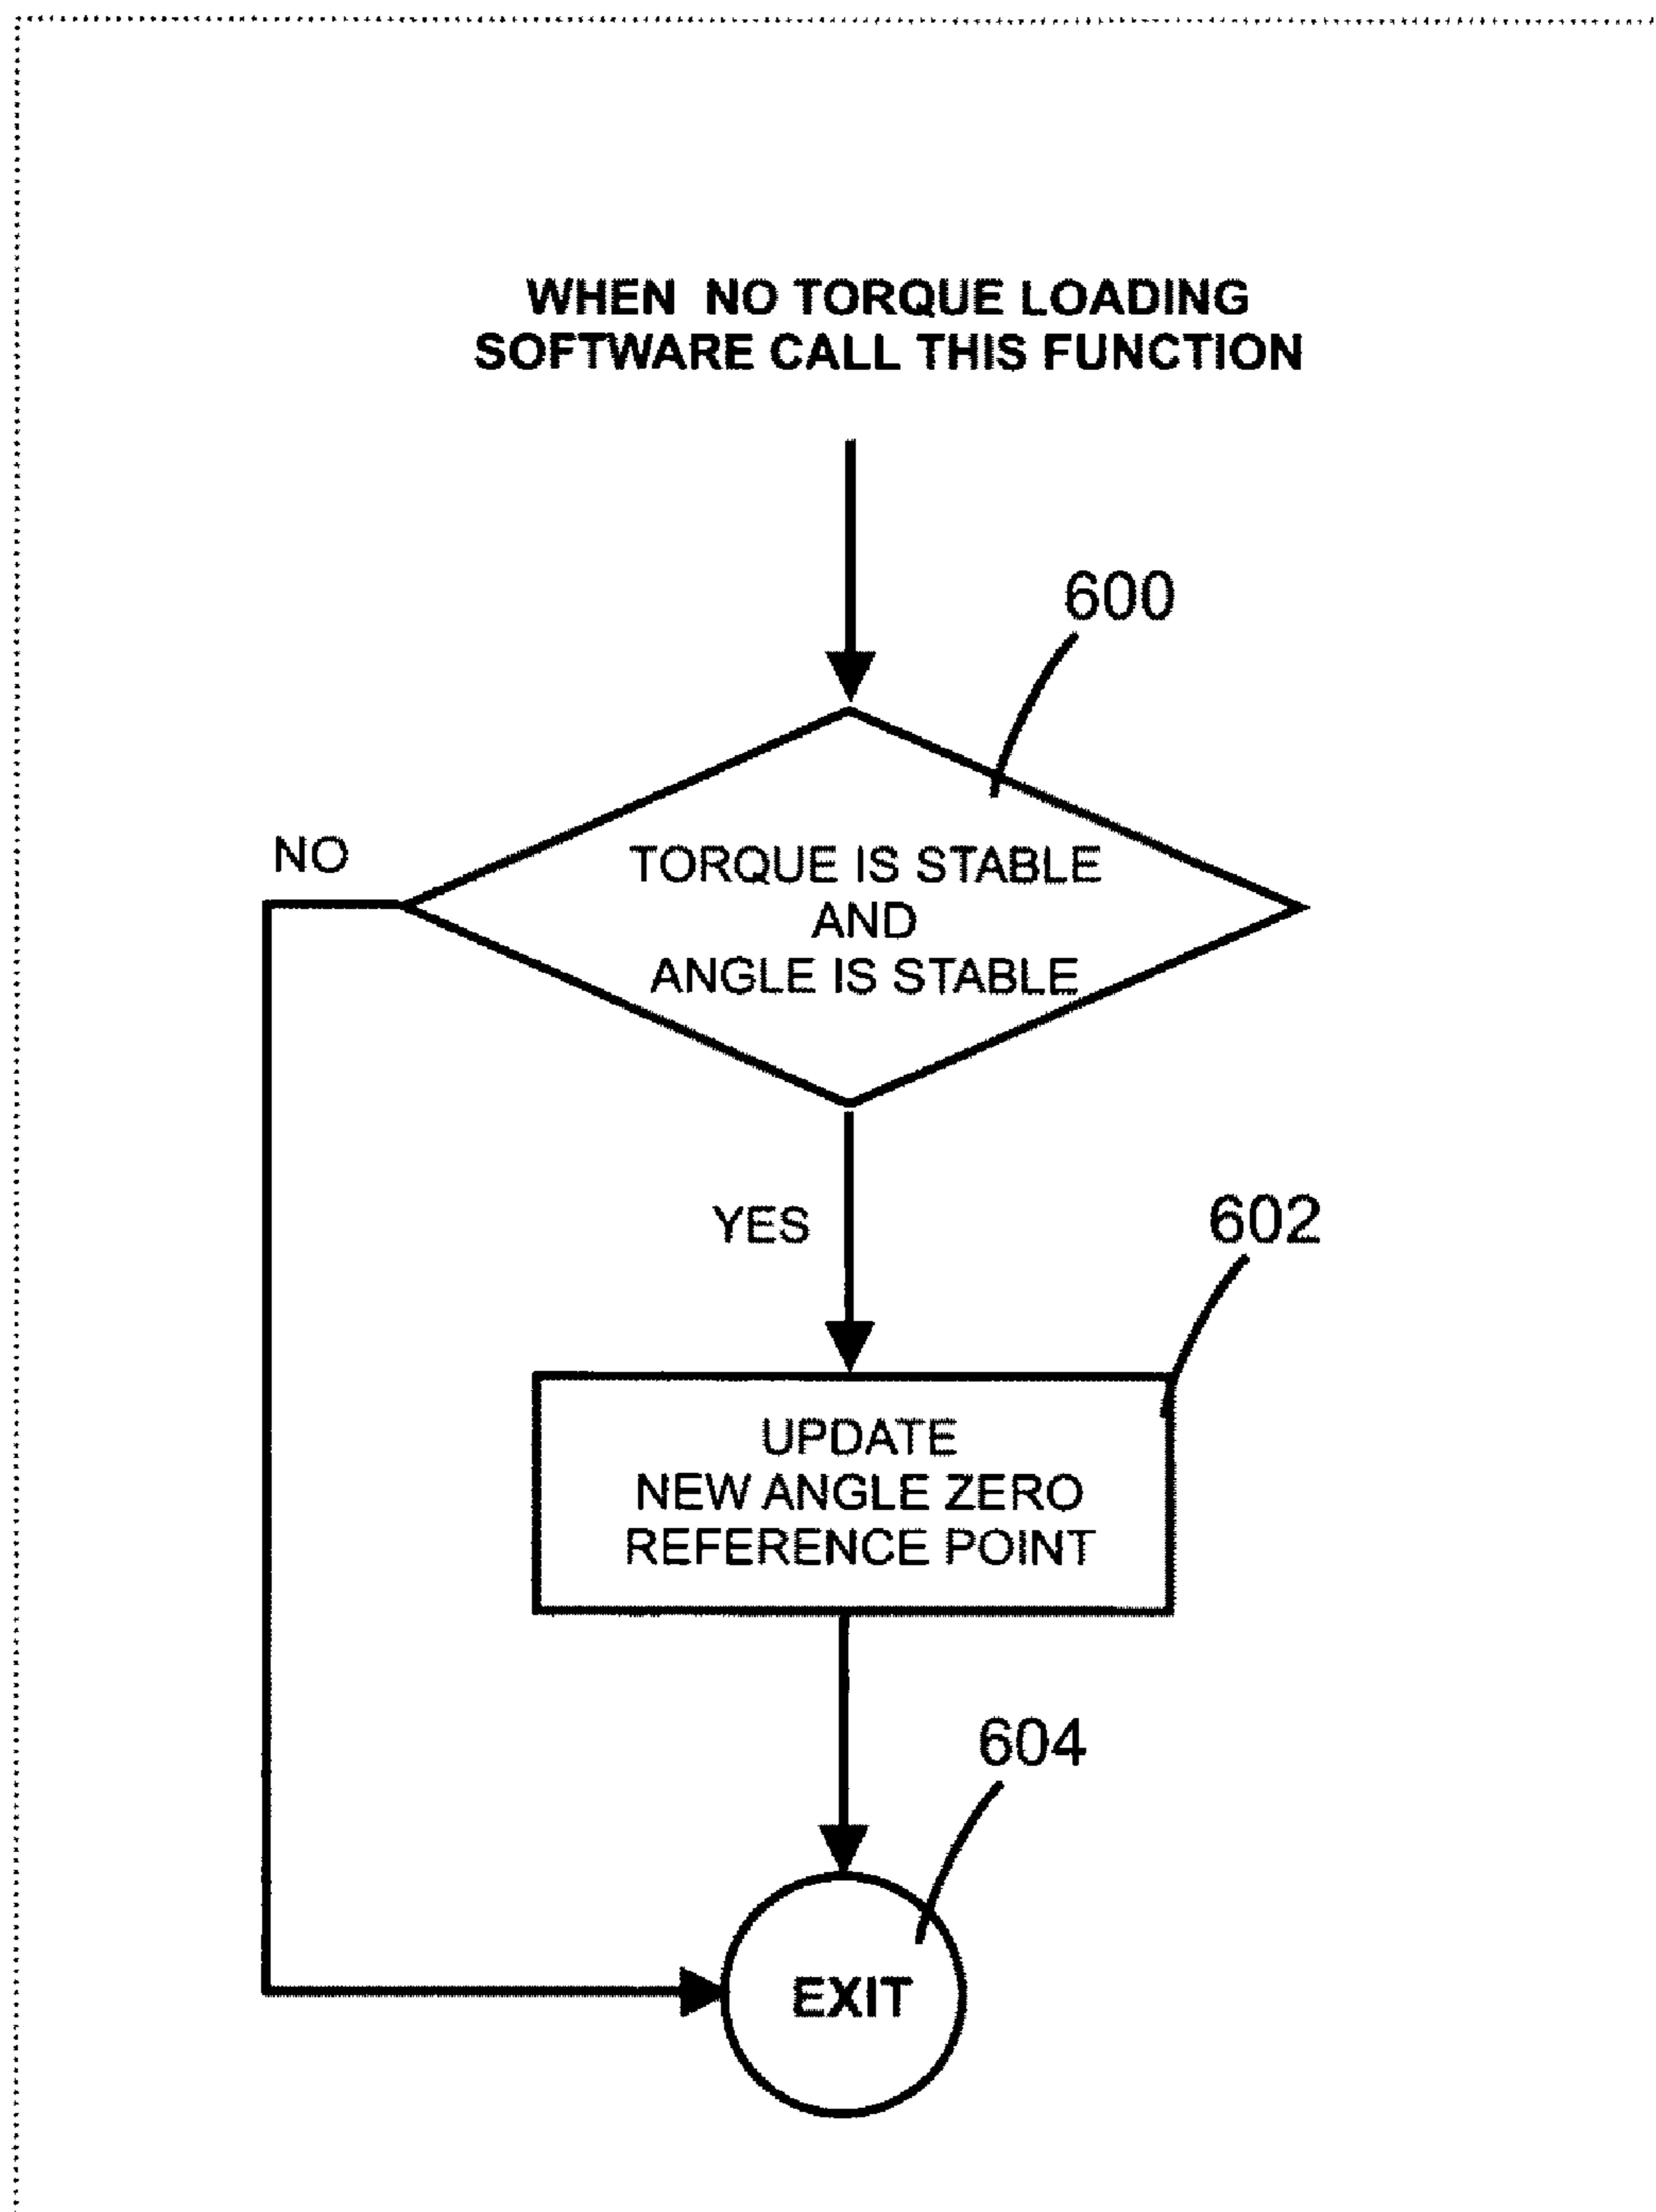 WHEN NO TORQUE LOADING
SOFTWARE CALL THIS FUNCTION
600
NO
TORQUE IS STABLE
AND
ANGLE IS STABLE
YES
602
UPDATE
NEW ANGLE ZERO
REFERENCE POINT
604
EXIT